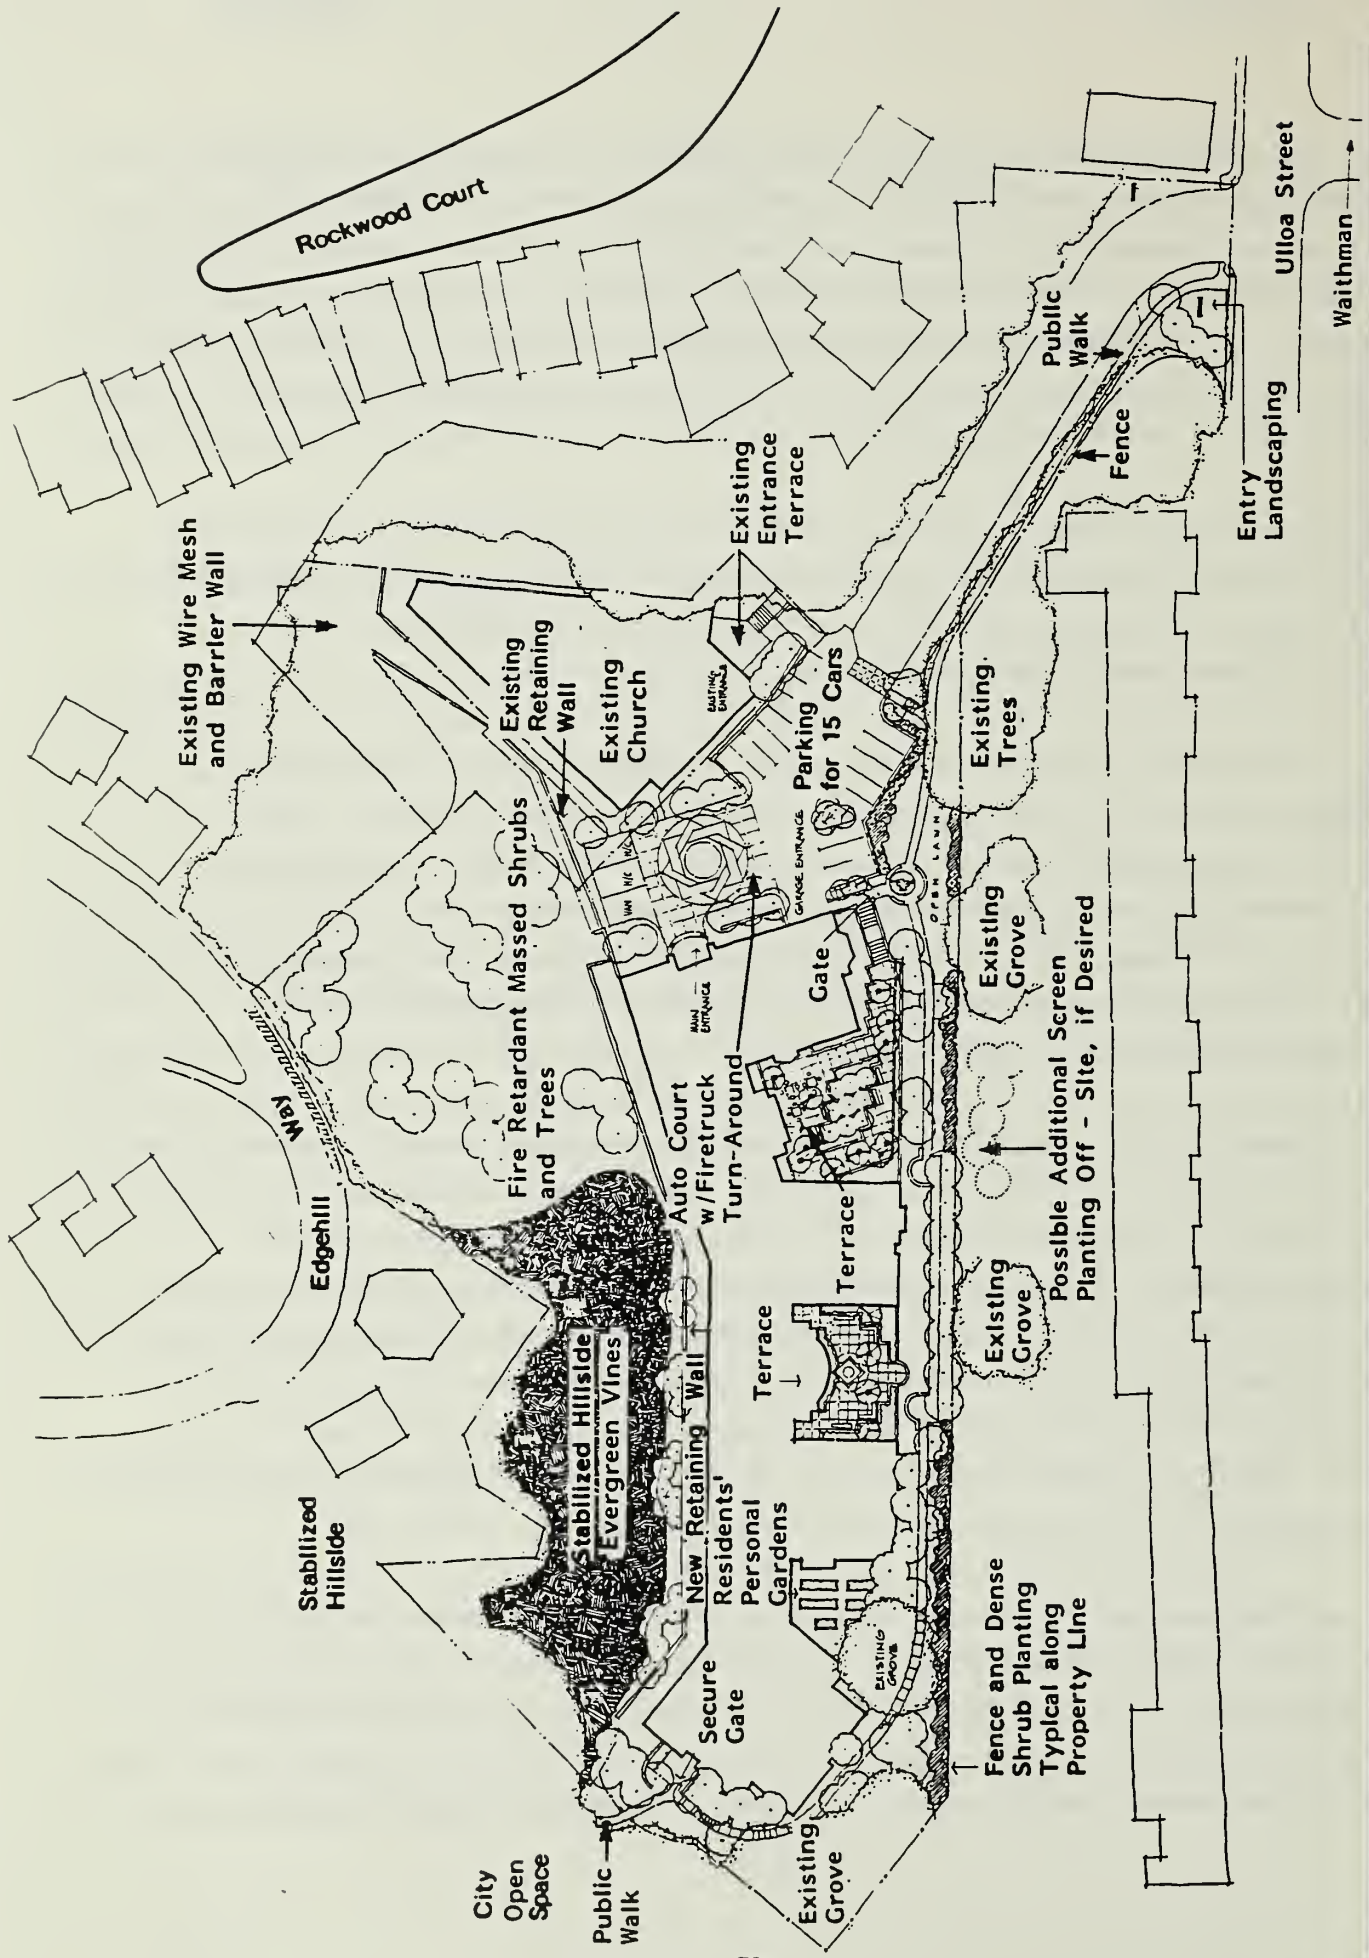 Rockwood Court
Existing Wire Mesh
and Barrier Wall
Existing
Retaining
Wall
Existing
Church
Existing
Entrance
Terrace
EXISTING
ENTRANCE
Parking
for 15 Cars
Public
Walk
Fence
Entry
Landscaping
Ulloa Street
Waithman
Existing
Trees
OPEN LAWN
GARAGE ENTRANCE
VAN
H/C
H/C
Edgehill
Way
Fire Retardant Massed Shrubs
and Trees
MAIN
ENTRANCE
Gate
Auto Court
w/Firetruck
Turn-Around
Existing
Grove
Possible Additional Screen
Planting Off - Site, if Desired
Terrace
Terrace
Existing
Grove
Stabilized
Hillside
Stabilized Hillside
Evergreen Vines
New Retaining Wall
Residents'
Personal
Gardens
EXISTING
GROVE
Secure
Gate
Fence and Dense
Shrub Planting
Typical along
Property Line
City
Open
Space
Public
Walk
Existing
Grove